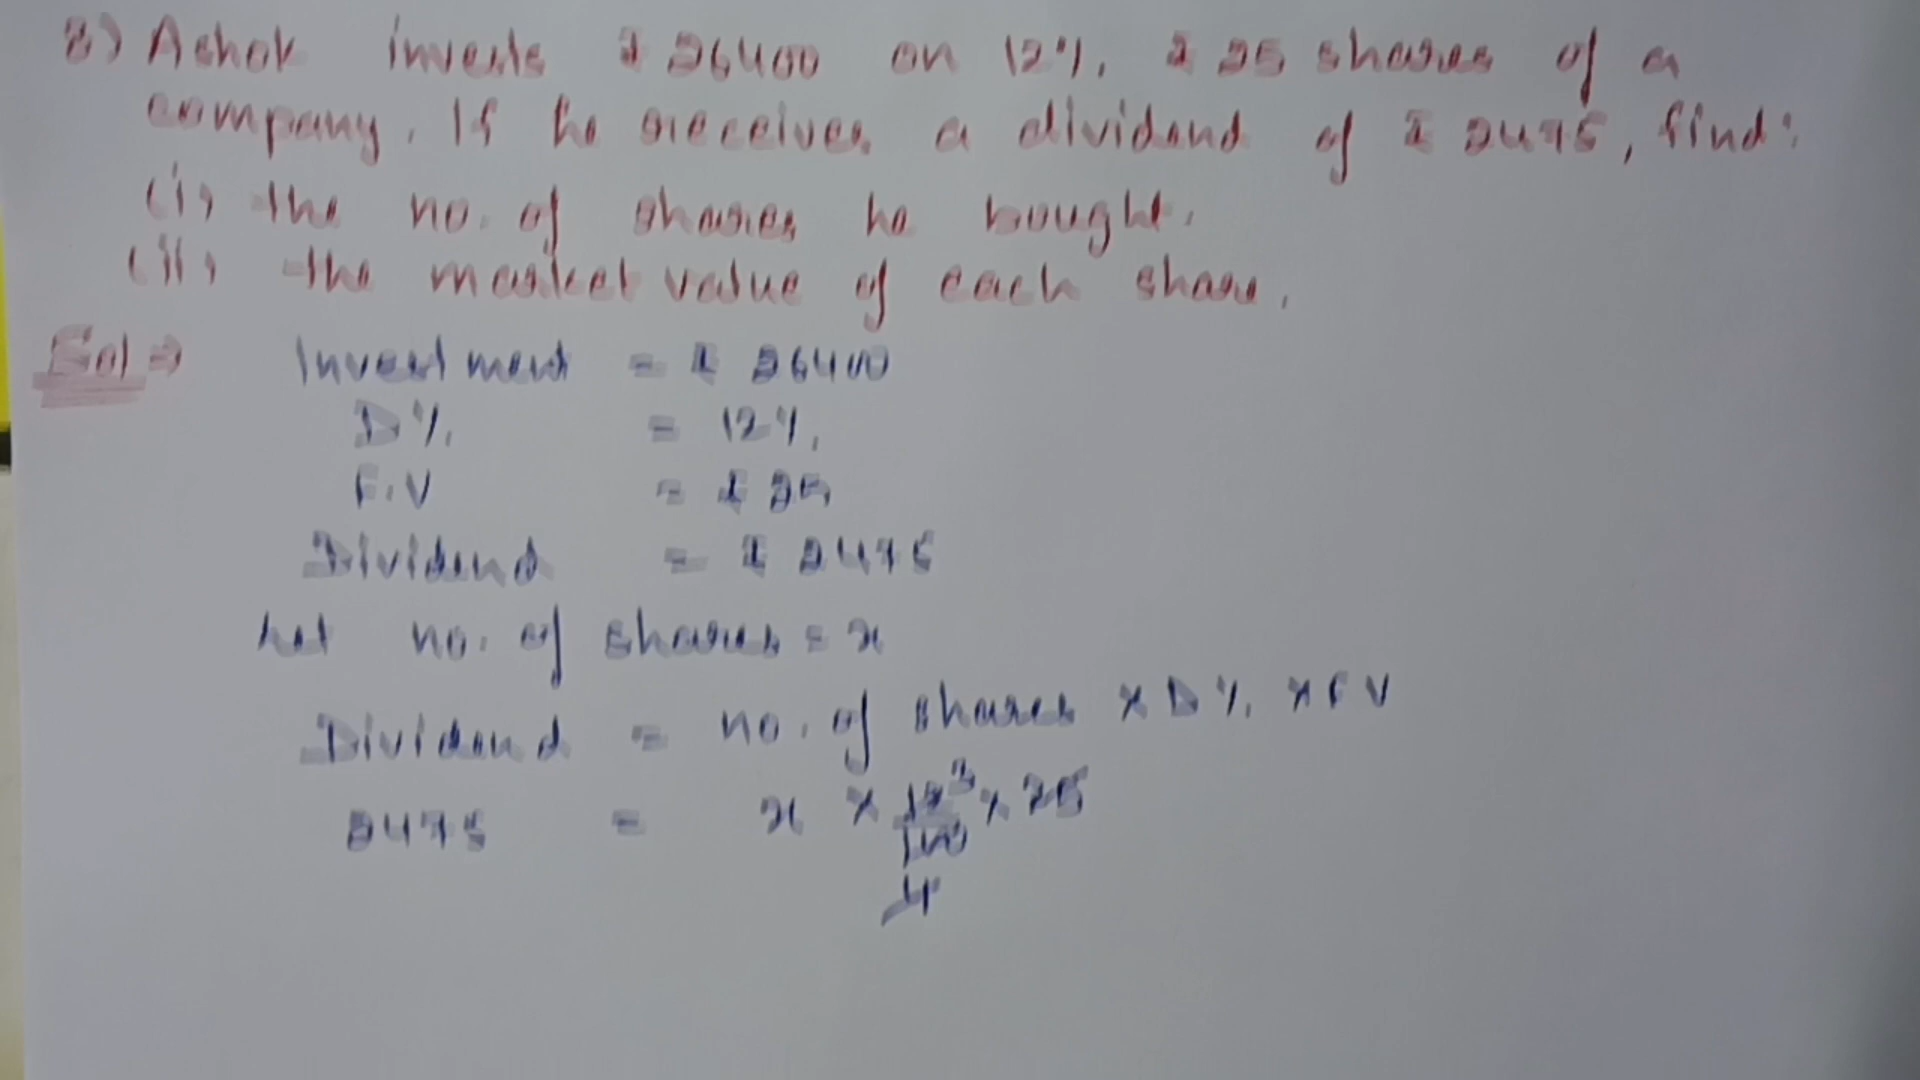 8) Ashok invests ₹ 26400 on 12%, ₹ 25 shares of a
company. If he receives a dividend of ₹ 2475, find:
(i) the no. of shares he bought.
(ii) the market value of each share.
Sol ⇒ Investment = ₹ 26400
D% = 12%
F.V = ₹ 25
Dividend = ₹ 2475
Let no. of shares = x
Dividend = no. of shares × D% × FV
2475 = x × 12/100 × 25
3
4